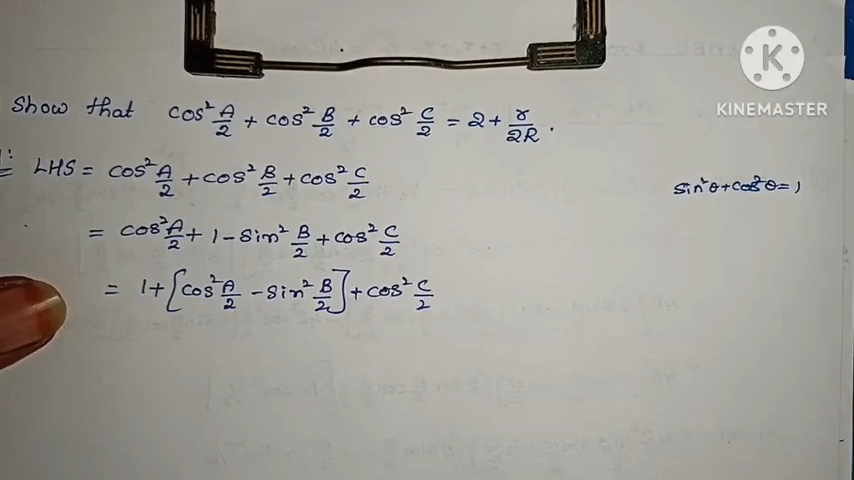 Show that cos² A/2 + cos² B/2 + cos² C/2 = 2 + r/2R.
LHS = cos² A/2 + cos² B/2 + cos² C/2
sin²θ + cos²θ = 1
= cos² A/2 + 1 - sin² B/2 + cos² C/2
= 1 + [cos² A/2 - sin² B/2] + cos² C/2
KINEMASTER